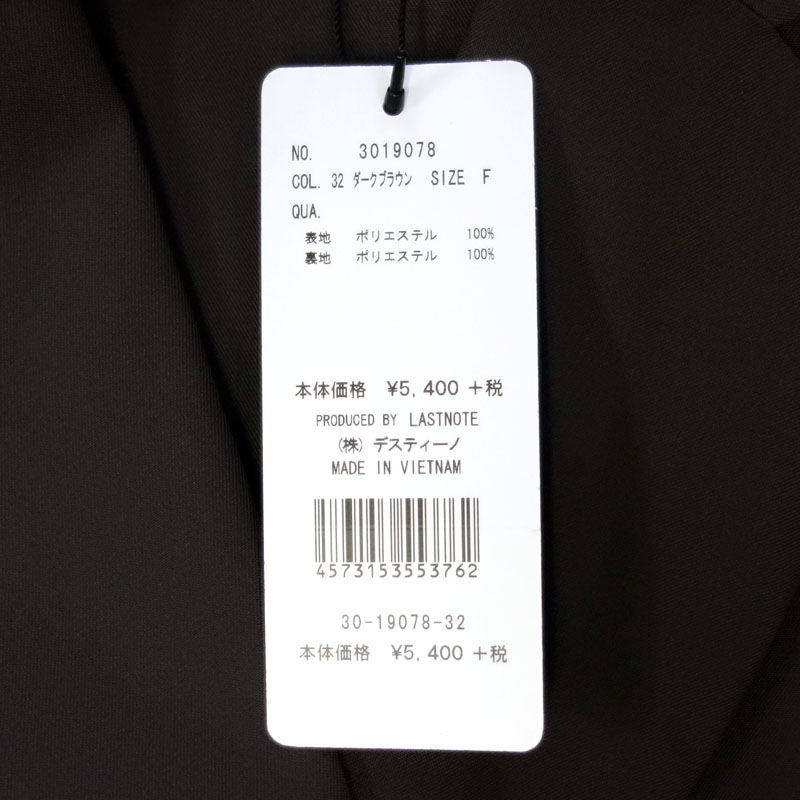 NO. 3019078
COL. 32 ダークブラウン SIZE F
QUA.
表地 ポリエステル 100%
裏地 ポリエステル 100%
本体価格 ¥5,400 +税
PRODUCED BY LASTNOTE
(株) デスティーノ
MADE IN VIETNAM
4573153553762
30-19078-32
本体価格 ¥5,400 +税